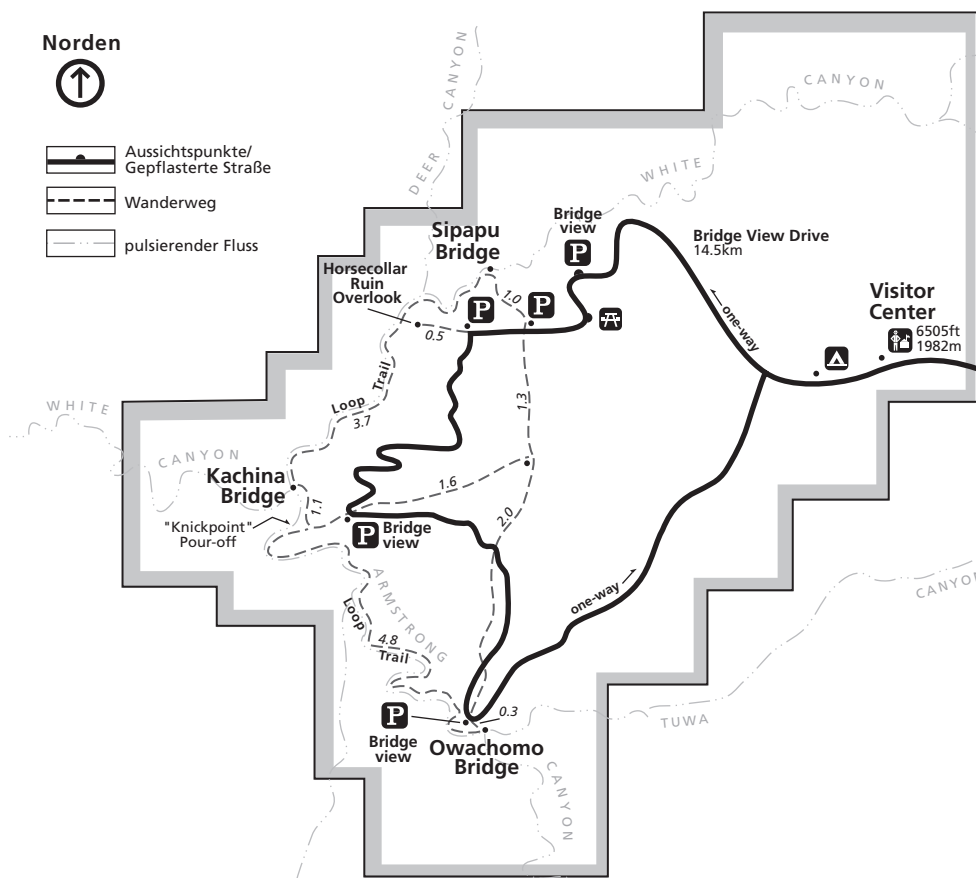 Norden
Aussichtspunkte/
Gepflasterte Straße
Wanderweg
pulsierender Fluss
DEER CANYON
CANYON
WHITE
Sipapu
Bridge
Bridge
view
P
Bridge View Drive
14.5km
Horsecollar
Ruin
Overlook
P
P
1.0
0.5
one-way
Visitor
Center
6505ft
1982m
Loop Trail
3.7
1.3
WHITE
CANYON
Kachina
Bridge
1.6
1.1
2.0
"Knickpoint"
Pour-off
P
Bridge
view
ARMSTRONG
one-way
CANYON
Loop
4.8
Trail
P
Bridge
view
0.3
Owachomo
Bridge
TUWA
CANYON